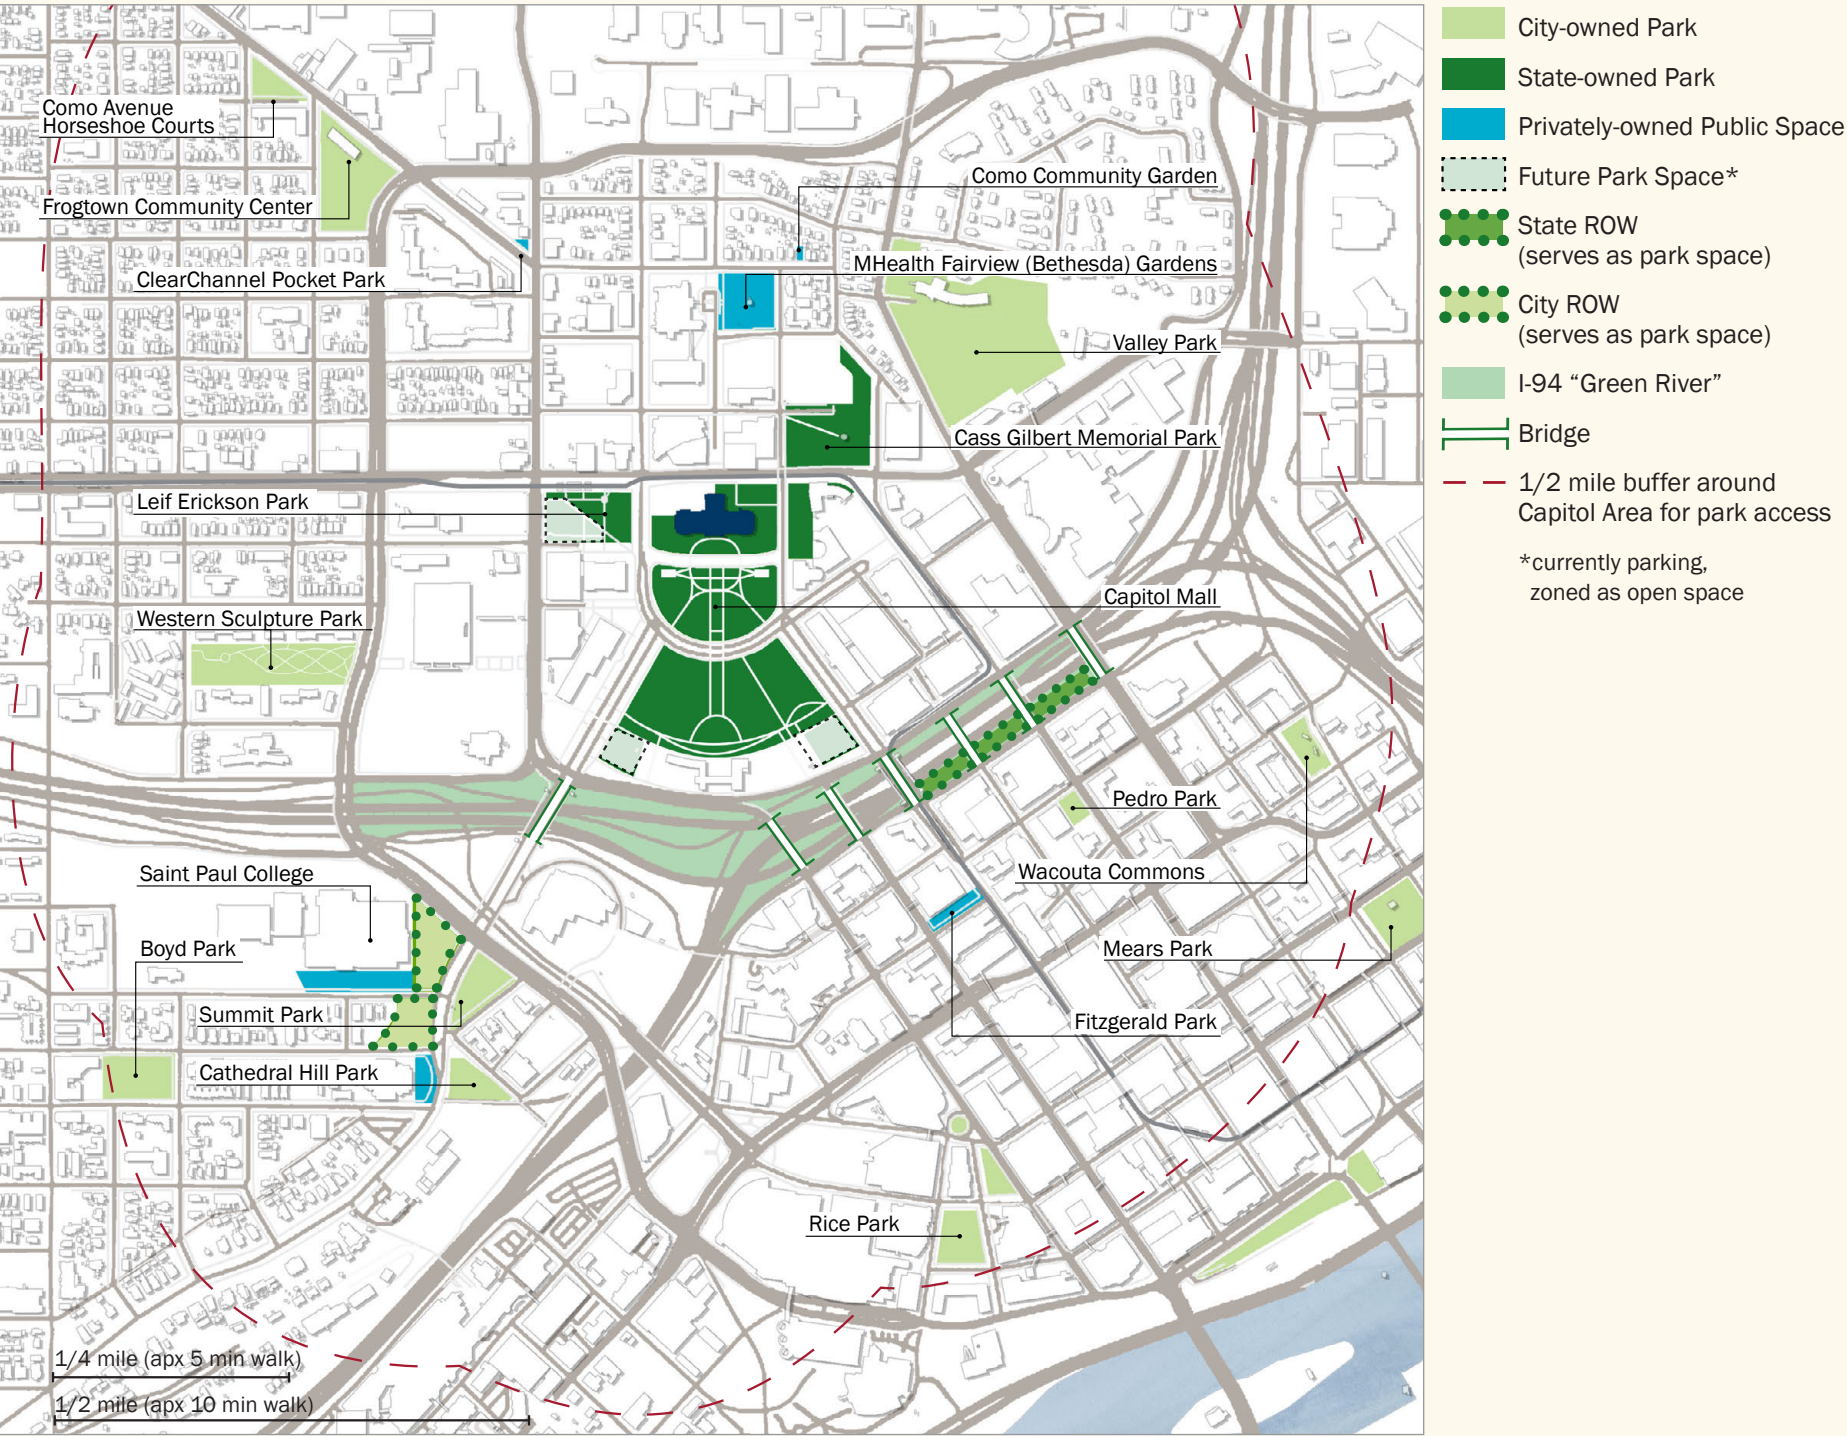 Como Avenue
Horseshoe Courts
Frogtown Community Center
Como Community Garden
ClearChannel Pocket Park
MHealth Fairview (Bethesda) Gardens
Valley Park
Cass Gilbert Memorial Park
Leif Erickson Park
Capitol Mall
Western Sculpture Park
Pedro Park
Saint Paul College
Wacouta Commons
Boyd Park
Mears Park
Summit Park
Fitzgerald Park
Cathedral Hill Park
Rice Park
1/4 mile (apx 5 min walk)
1/2 mile (apx 10 min walk)
City-owned Park
State-owned Park
Privately-owned Public Space
Future Park Space*
State ROW
(serves as park space)
City ROW
(serves as park space)
I-94 “Green River”
Bridge
1/2 mile buffer around
Capitol Area for park access
*currently parking,
zoned as open space